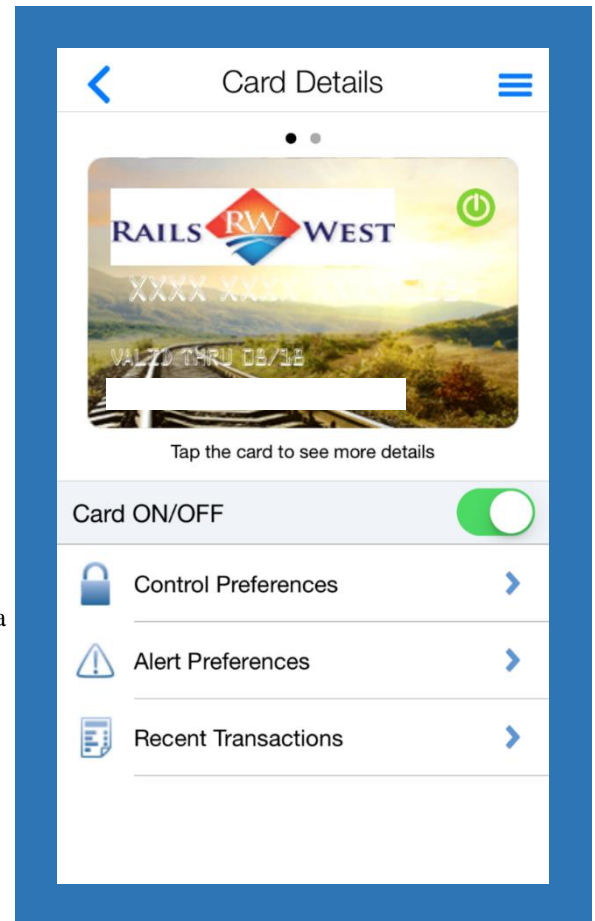 Card Details
RAILS RW WEST
XXXX XXXX
VALID THRU 08/18
Tap the card to see more details
Card ON/OFF
Control Preferences
a
Alert Preferences
Recent Transactions